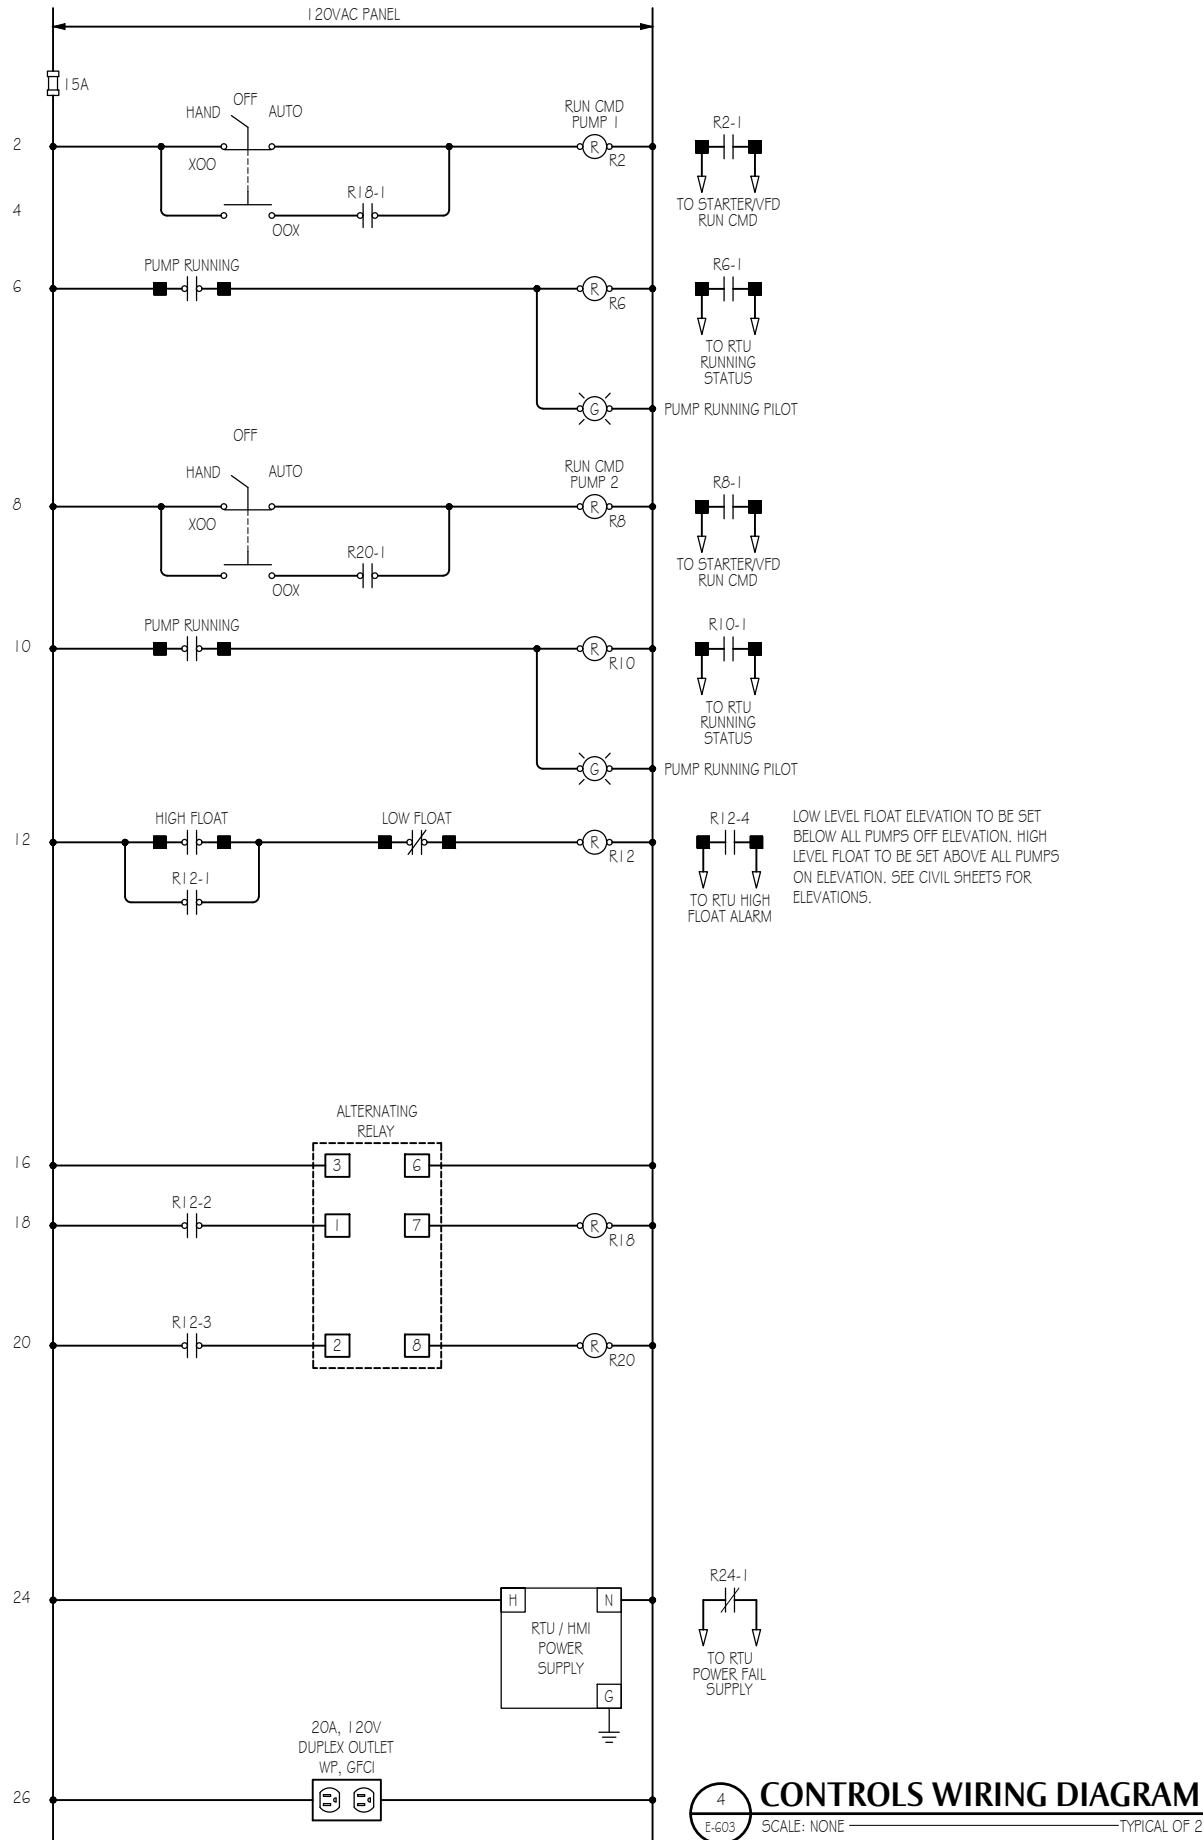 120VAC PANEL
15A
2
HAND
OFF
AUTO
XOO
RUN CMD
PUMP 1
R
R2
R2-1
TO STARTER/VFD
RUN CMD
4
R18-1
OOX
6
PUMP RUNNING
R
R6
R6-1
TO RTU
RUNNING
STATUS
G
PUMP RUNNING PILOT
8
OFF
HAND
AUTO
XOO
RUN CMD
PUMP 2
R
R8
R8-1
TO STARTER/VFD
RUN CMD
R20-1
OOX
10
PUMP RUNNING
R
R10
R10-1
TO RTU
RUNNING
STATUS
G
PUMP RUNNING PILOT
12
HIGH FLOAT
LOW FLOAT
R
R12
R12-1
R12-4
TO RTU HIGH
FLOAT ALARM
LOW LEVEL FLOAT ELEVATION TO BE SET
BELOW ALL PUMPS OFF ELEVATION. HIGH
LEVEL FLOAT TO BE SET ABOVE ALL PUMPS
ON ELEVATION. SEE CIVIL SHEETS FOR
ELEVATIONS.
ALTERNATING
RELAY
16
3
6
18
R12-2
1
7
R
R18
20
R12-3
2
8
R
R20
24
H
N
RTU / HMI
POWER
SUPPLY
G
R24-1
TO RTU
POWER FAIL
SUPPLY
20A, 120V
DUPLEX OUTLET
WP, GFCI
26
4
E-603
CONTROLS WIRING DIAGRAM
SCALE: NONE
TYPICAL OF 2